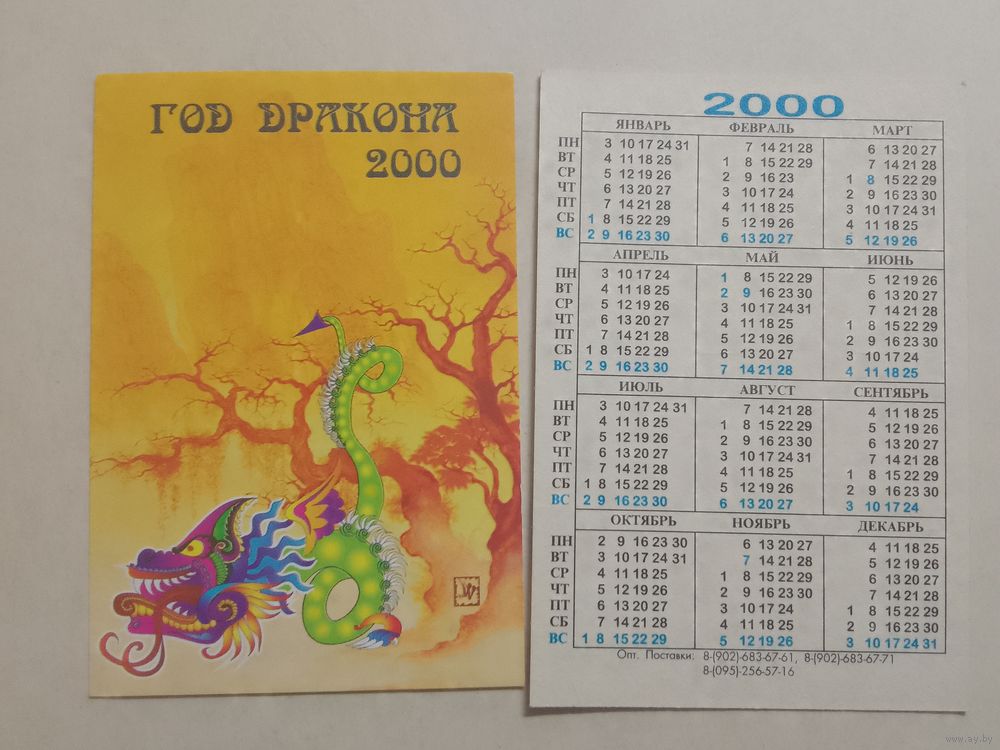 ГОД ДРАКОНА
2000
2000
ЯНВАРЬ ФЕВРАЛЬ МАРТ
ПН 3 10 17 24 31 7 14 21 28 6 13 20 27
ВТ 4 11 18 25 1 8 15 22 29 7 14 21 28
СР 5 12 19 26 2 9 16 23 1 8 15 22 29
ЧТ 6 13 20 27 3 10 17 24 2 9 16 23 30
ПТ 7 14 21 28 4 11 18 25 3 10 17 24 31
СБ 1 8 15 22 29 5 12 19 26 4 11 18 25
ВС 2 9 16 23 30 6 13 20 27 5 12 19 26
АПРЕЛЬ МАЙ ИЮНЬ
ПН 3 10 17 24 1 8 15 22 29 5 12 19 26
ВТ 4 11 18 25 2 9 16 23 30 6 13 20 27
СР 5 12 19 26 3 10 17 24 31 7 14 21 28
ЧТ 6 13 20 27 4 11 18 25 1 8 15 22 29
ПТ 7 14 21 28 5 12 19 26 2 9 16 23 30
СБ 1 8 15 22 29 6 13 20 27 3 10 17 24
ВС 2 9 16 23 30 7 14 21 28 4 11 18 25
ИЮЛЬ АВГУСТ СЕНТЯБРЬ
ПН 3 10 17 24 31 7 14 21 28 4 11 18 25
ВТ 4 11 18 25 1 8 15 22 29 5 12 19 26
СР 5 12 19 26 2 9 16 23 30 6 13 20 27
ЧТ 6 13 20 27 3 10 17 24 31 7 14 21 28
ПТ 7 14 21 28 4 11 18 25 1 8 15 22 29
СБ 1 8 15 22 29 5 12 19 26 2 9 16 23 30
ВС 2 9 16 23 30 6 13 20 27 3 10 17 24
ОКТЯБРЬ НОЯБРЬ ДЕКАБРЬ
ПН 2 9 16 23 30 6 13 20 27 4 11 18 25
ВТ 3 10 17 24 31 7 14 21 28 5 12 19 26
СР 4 11 18 25 1 8 15 22 29 6 13 20 27
ЧТ 5 12 19 26 2 9 16 23 30 7 14 21 28
ПТ 6 13 20 27 3 10 17 24 1 8 15 22 29
СБ 7 14 21 28 4 11 18 25 2 9 16 23 30
ВС 1 8 15 22 29 5 12 19 26 3 10 17 24 31
Опт. Поставки: 8-(902)-683-67-61, 8-(902)-683-67-71
8-(095)-256-57-16
www.ay.by